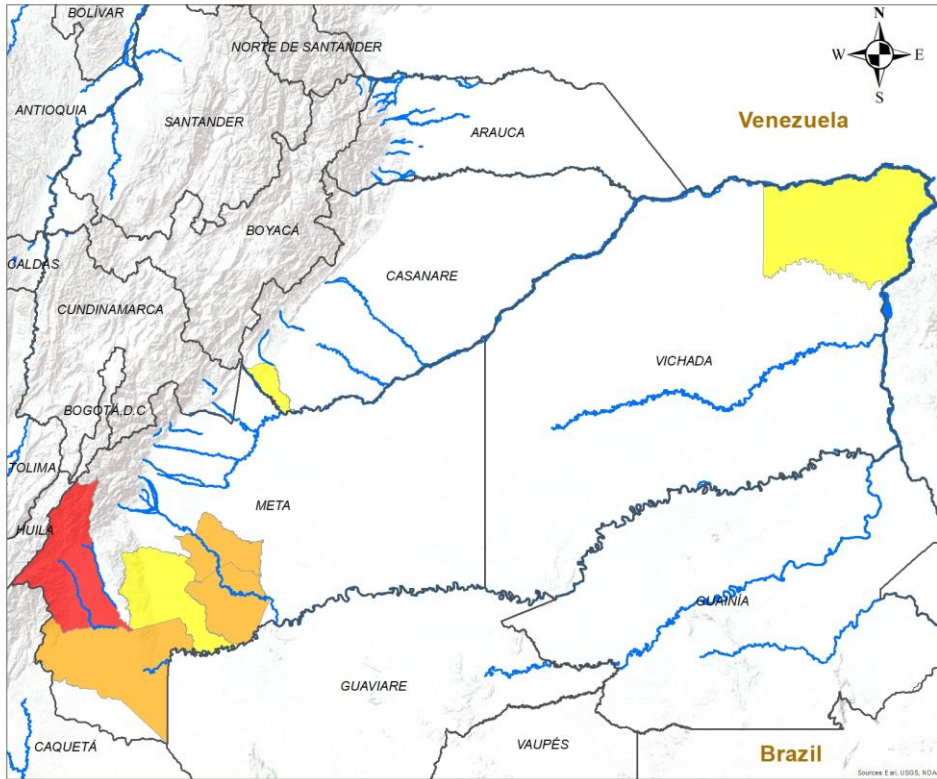 BOLÍVAR
N
NORTE DE SANTANDER
W
E
S
ANTIOQUIA
SANTANDER
ARAUCA
Venezuela
BOYACÁ
CALDAS
CASANARE
CUNDINAMARCA
VICHADA
BOGOTÁ, D.C
TOLIMA
META
HUILA
GUAINÍA
GUAVIARE
CAQUETÁ
VAUPÉS
Brazil
Sources: Esri, USGS, NOAA